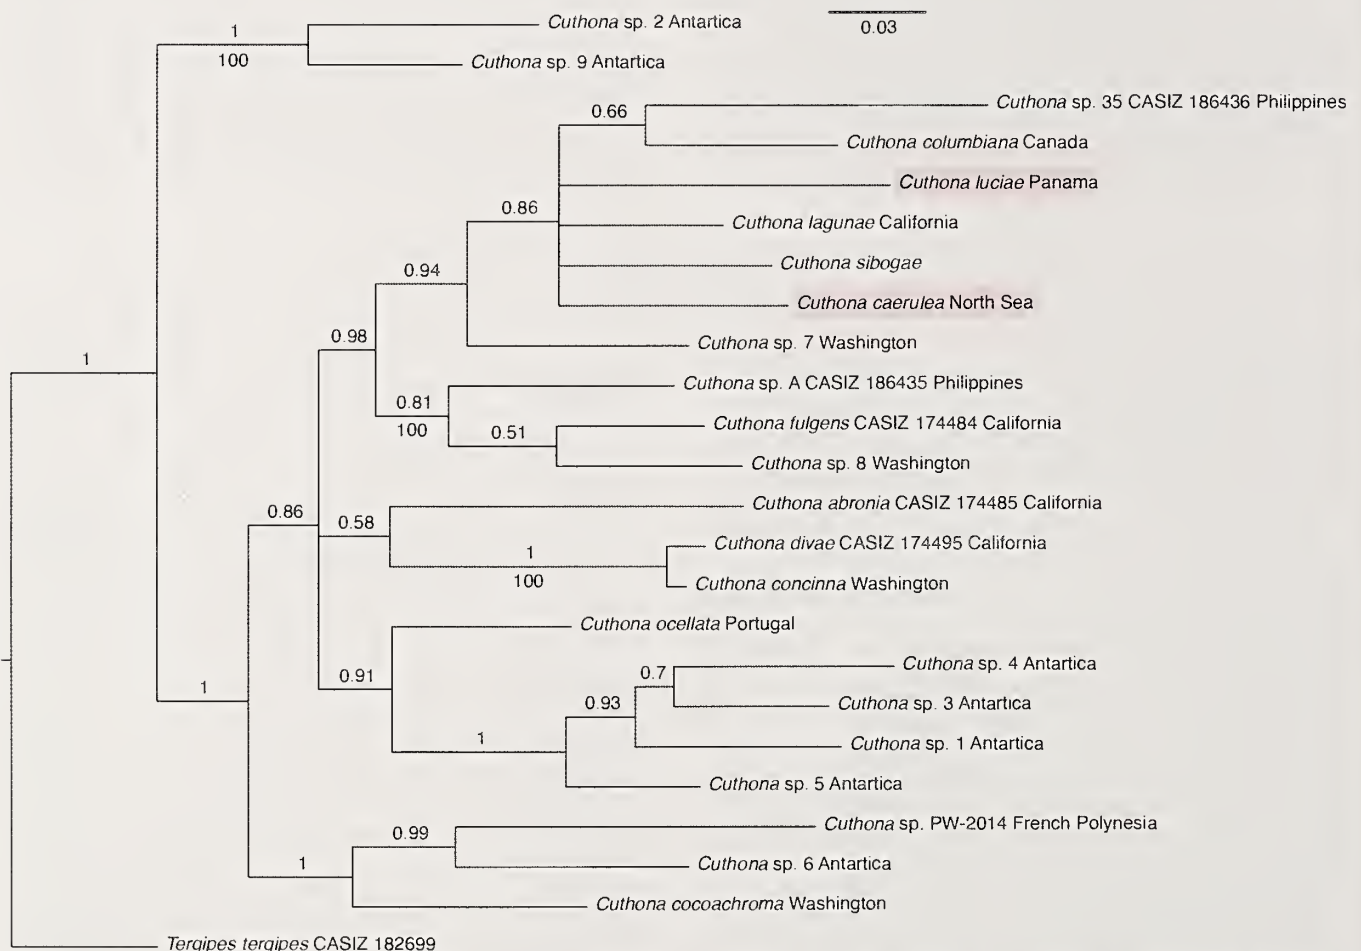 Cuthona sp. 2 Antartica
0.03
1
100
Cuthona sp. 9 Antartica
Cuthona sp. 35 CASIZ 186436 Philippines
0.66
Cuthona columbiana Canada
Cuthona luciae Panama
0.86
Cuthona lagunae California
Cuthona sibogae
0.94
Cuthona caerulea North Sea
0.98
Cuthona sp. 7 Washington
1
Cuthona sp. A CASIZ 186435 Philippines
0.81
100
Cuthona fulgens CASIZ 174484 California
0.51
Cuthona sp. 8 Washington
Cuthona abronia CASIZ 174485 California
0.86
0.58
Cuthona divae CASIZ 174495 California
1
100
Cuthona concinna Washington
Cuthona ocellata Portugal
Cuthona sp. 4 Antartica
0.7
1
0.91
Cuthona sp. 3 Antartica
0.93
Cuthona sp. 1 Antartica
1
Cuthona sp. 5 Antartica
Cuthona sp. PW-2014 French Polynesia
0.99
Cuthona sp. 6 Antartica
1
Cuthona cocoachroma Washington
Tergipes tergipes CASIZ 182699